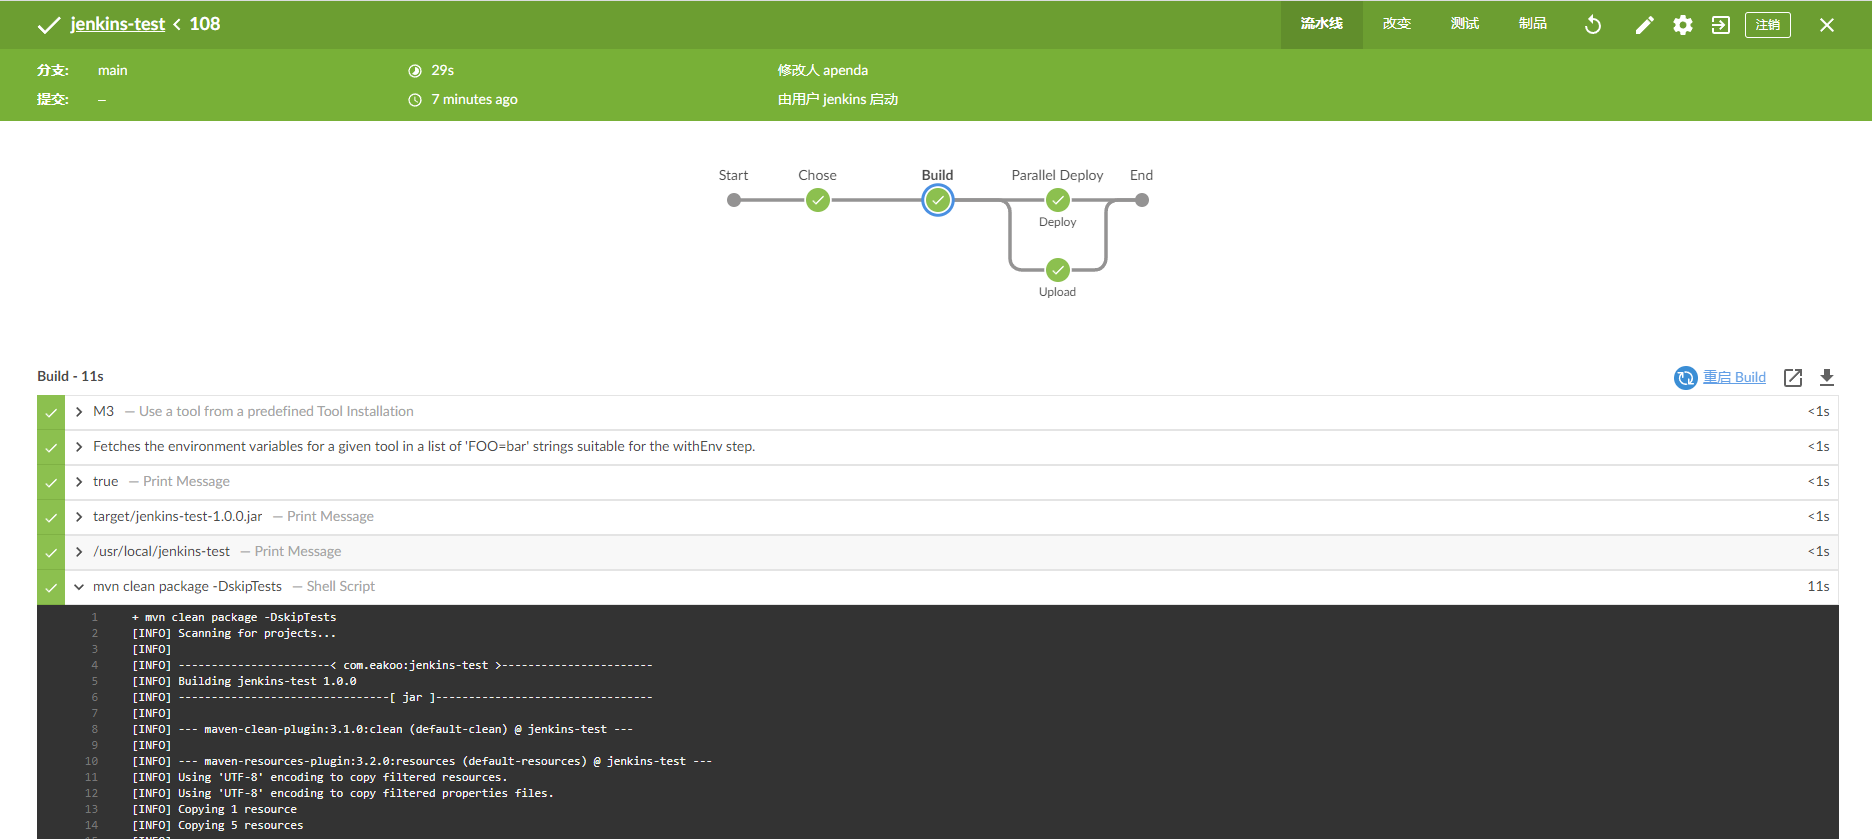 jenkins-test < 108
流水线 改变 测试 制品 注销
分支: main 29s 修改人 apenda
提交: – 7 minutes ago 由用户 jenkins 启动
Start Chose Build Parallel Deploy End
Deploy
Upload
Build - 11s 重启 Build
M3 — Use a tool from a predefined Tool Installation <1s
Fetches the environment variables for a given tool in a list of 'FOO=bar' strings suitable for the withEnv step. <1s
true — Print Message <1s
target/jenkins-test-1.0.0.jar — Print Message <1s
/usr/local/jenkins-test — Print Message <1s
mvn clean package -DskipTests — Shell Script 11s
1 + mvn clean package -DskipTests
2 [INFO] Scanning for projects...
3 [INFO]
4 [INFO] -----------------------< com.eakoo:jenkins-test >-----------------------
5 [INFO] Building jenkins-test 1.0.0
6 [INFO] --------------------------------[ jar ]---------------------------------
7 [INFO]
8 [INFO] --- maven-clean-plugin:3.1.0:clean (default-clean) @ jenkins-test ---
9 [INFO]
10 [INFO] --- maven-resources-plugin:3.2.0:resources (default-resources) @ jenkins-test ---
11 [INFO] Using 'UTF-8' encoding to copy filtered resources.
12 [INFO] Using 'UTF-8' encoding to copy filtered properties files.
13 [INFO] Copying 1 resource
14 [INFO] Copying 5 resources